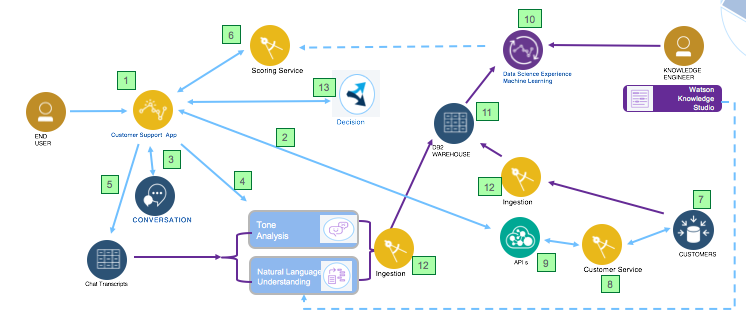 10
6
1
Scoring Service
Data Science Experience
Machine Learning
KNOWLEDGE
ENGINEER
13
Watson
Knowledge
Studio
END
USER
Customer Support App
Decision
11
2
DB2
WAREHOUSE
3
5
4
12
Ingestion
7
CONVERSATION
Tone
Analysis
Natural Language
Understanding
Chat Transcripts
Ingestion
12
API s
9
Customer Service
8
CUSTOMERS